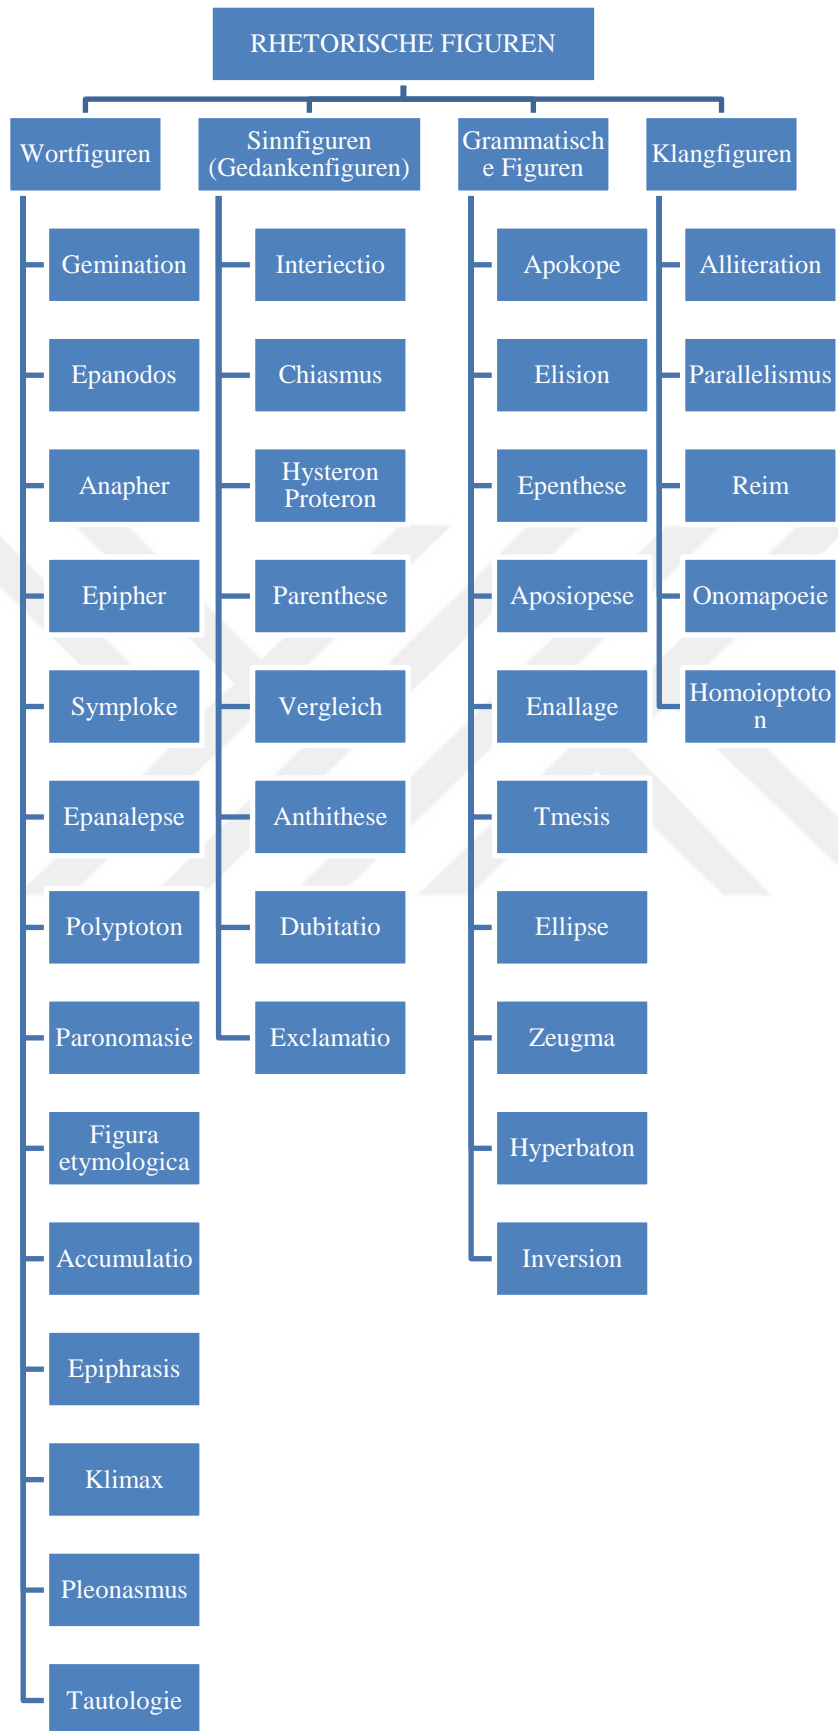 RHETORISCHE FIGUREN
Wortfiguren
Gemination
Epanodos
Anapher
Epipher
Symploke
Epanalepse
Polyptoton
Paronomasie
Figura
etymologica
Accumulatio
Epiphrasis
Klimax
Pleonasmus
Tautologie
Sinnfiguren
(Gedankenfiguren)
Interiectio
Chiasmus
Hysteron
Proteron
Parenthese
Vergleich
Anthithese
Dubitatio
Exclamatio
Grammatisch
e Figuren
Apokope
Elision
Epenthese
Aposiopese
Enallage
Tmesis
Ellipse
Zeugma
Hyperbaton
Inversion
Klangfiguren
Alliteration
Parallelismus
Reim
Onomapoeie
Homoioptoto
n